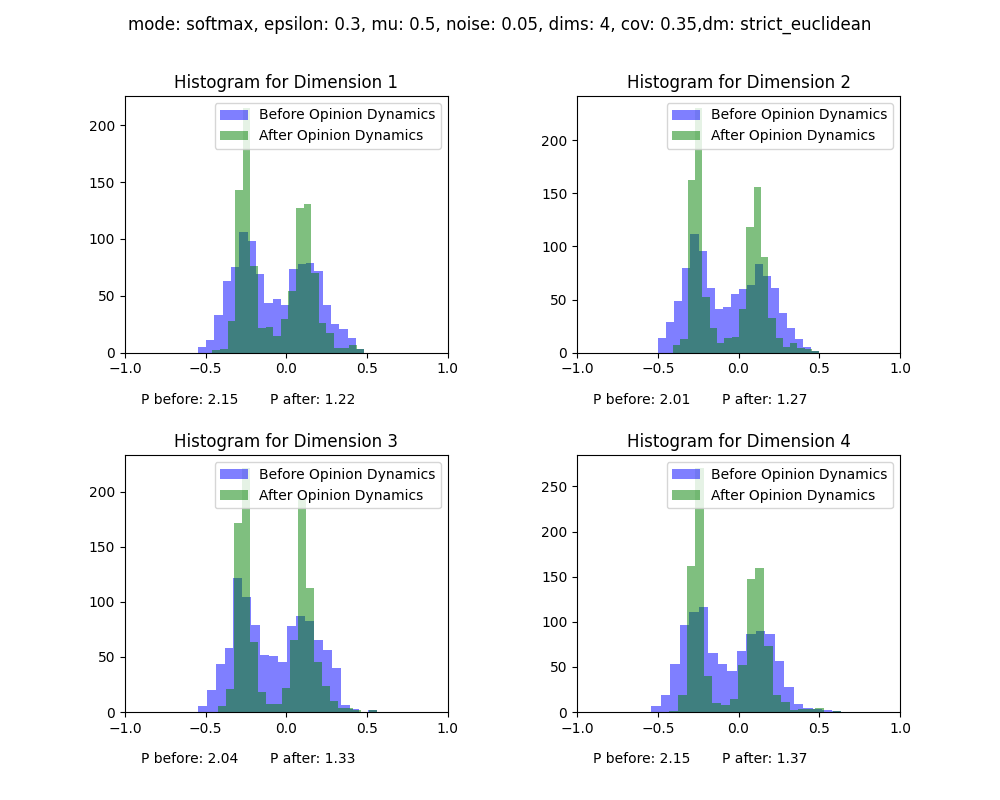 mode: softmax, epsilon: 0.3, mu: 0.5, noise: 0.05, dims: 4, cov: 0.35,dm: strict_euclidean
Histogram for Dimension 1
Before Opinion Dynamics
After Opinion Dynamics
200
150
100
50
0
−1.0 −0.5 0.0 0.5 1.0
P before: 2.15 P after: 1.22
Histogram for Dimension 2
Before Opinion Dynamics
After Opinion Dynamics
200
150
100
50
0
−1.0 −0.5 0.0 0.5 1.0
P before: 2.01 P after: 1.27
Histogram for Dimension 3
Before Opinion Dynamics
After Opinion Dynamics
200
150
100
50
0
−1.0 −0.5 0.0 0.5 1.0
P before: 2.04 P after: 1.33
Histogram for Dimension 4
Before Opinion Dynamics
After Opinion Dynamics
250
200
150
100
50
0
−1.0 −0.5 0.0 0.5 1.0
P before: 2.15 P after: 1.37